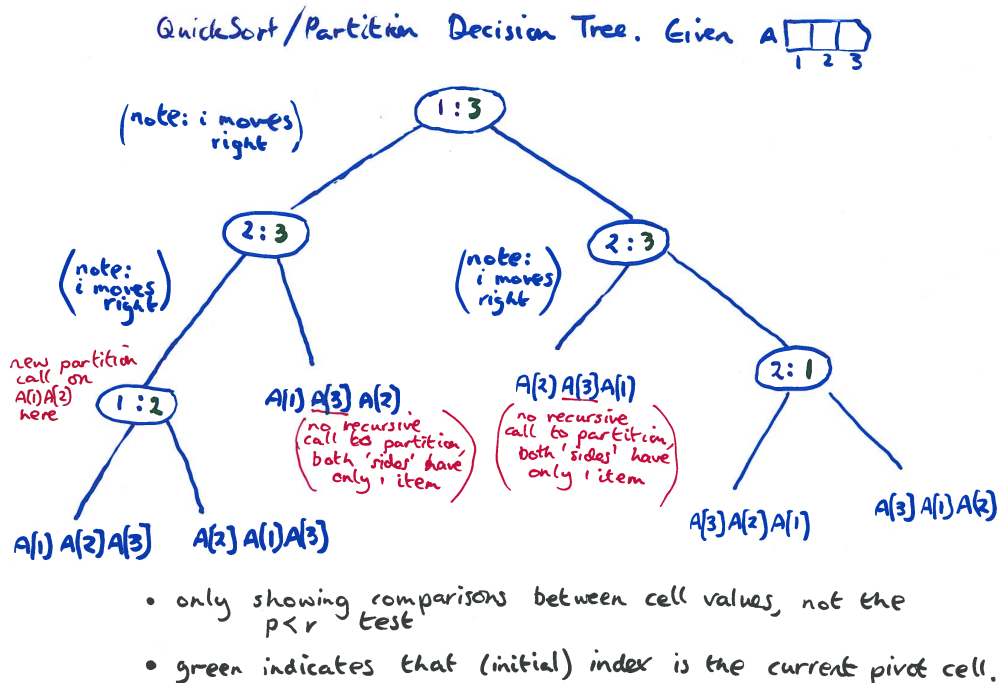 QuickSort/Partition Decision Tree. Given A
1 2 3
1:3
(note: i moves
right)
2:3
2:3
(note:
i moves
right)
(note:
i moves
right)
new partition
call on
A[1]A[2]
here
1:2
2:1
A[1] A[3] A[2]
(no recursive
call to partition,
both 'sides' have
only 1 item)
A[2] A[3] A[1]
(no recursive
call to partition,
both 'sides' have
only 1 item)
A[1] A[2] A[3]
A[2] A[1] A[3]
A[3] A[2] A[1]
A[3] A[1] A[2]
• only showing comparisons between cell values, not the
p<r test
• green indicates that (initial) index is the current pivot cell.